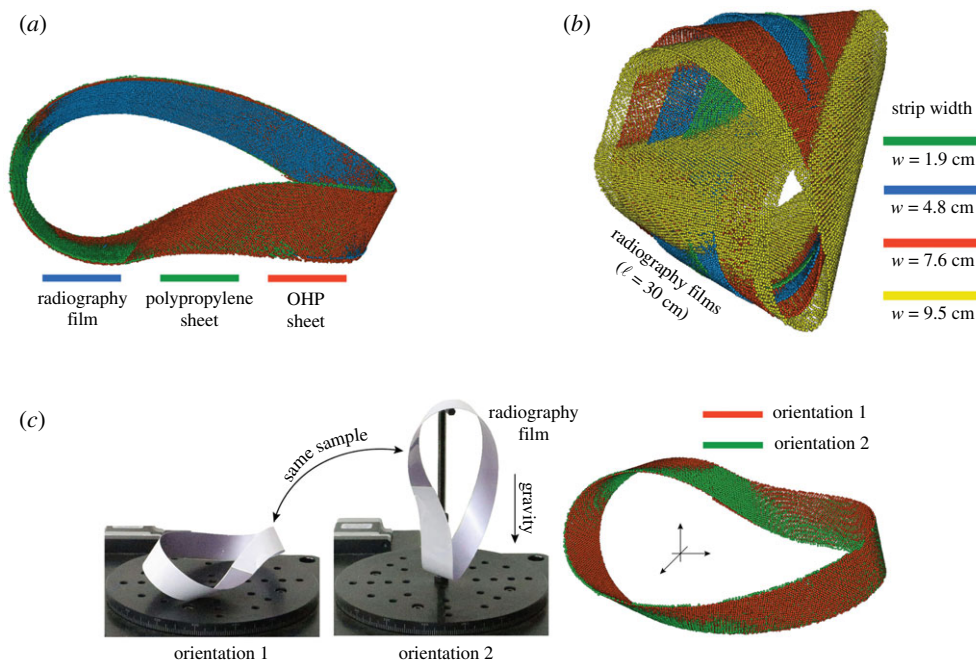 (a)
radiography
film
polypropylene
sheet
OHP
sheet
(b)
radiography films
(ℓ = 30 cm)
strip width
w = 1.9 cm
w = 4.8 cm
w = 7.6 cm
w = 9.5 cm
(c)
same sample
radiography
film
gravity
orientation 1
orientation 2
orientation 1
orientation 2